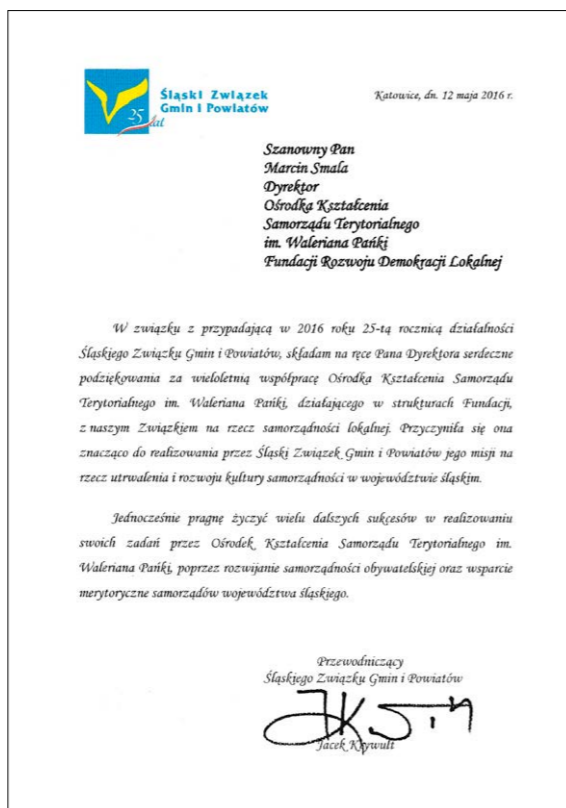 Śląski Związek
Gmin i Powiatów
25 lat
Katowice, dn. 12 maja 2016 r.
Szanowny Pan
Marcin Smala
Dyrektor
Ośrodka Kształcenia
Samorządu Terytorialnego
im. Waleriana Pańki
Fundacji Rozwoju Demokracji Lokalnej
W związku z przypadającą w 2016 roku 25-tą rocznicą działalności
Śląskiego Związku Gmin i Powiatów, składam na ręce Pana Dyrektora serdeczne
podziękowania za wieloletnią współpracę Ośrodka Kształcenia Samorządu
Terytorialnego im. Waleriana Pańki, działającego w strukturach Fundacji,
z naszym Związkiem na rzecz samorządności lokalnej. Przyczyniła się ona
znacząco do realizowania przez Śląski Związek Gmin i Powiatów jego misji na
rzecz utrwalenia i rozwoju kultury samorządności w województwie śląskim.
Jednocześnie pragnę życzyć wielu dalszych sukcesów w realizowaniu
swoich zadań przez Ośrodek Kształcenia Samorządu Terytorialnego im.
Waleriana Pańki, poprzez rozwijanie samorządności obywatelskiej oraz wsparcie
merytoryczne samorządów województwa śląskiego.
Przewodniczący
Śląskiego Związku Gmin i Powiatów
Jacek Krywult